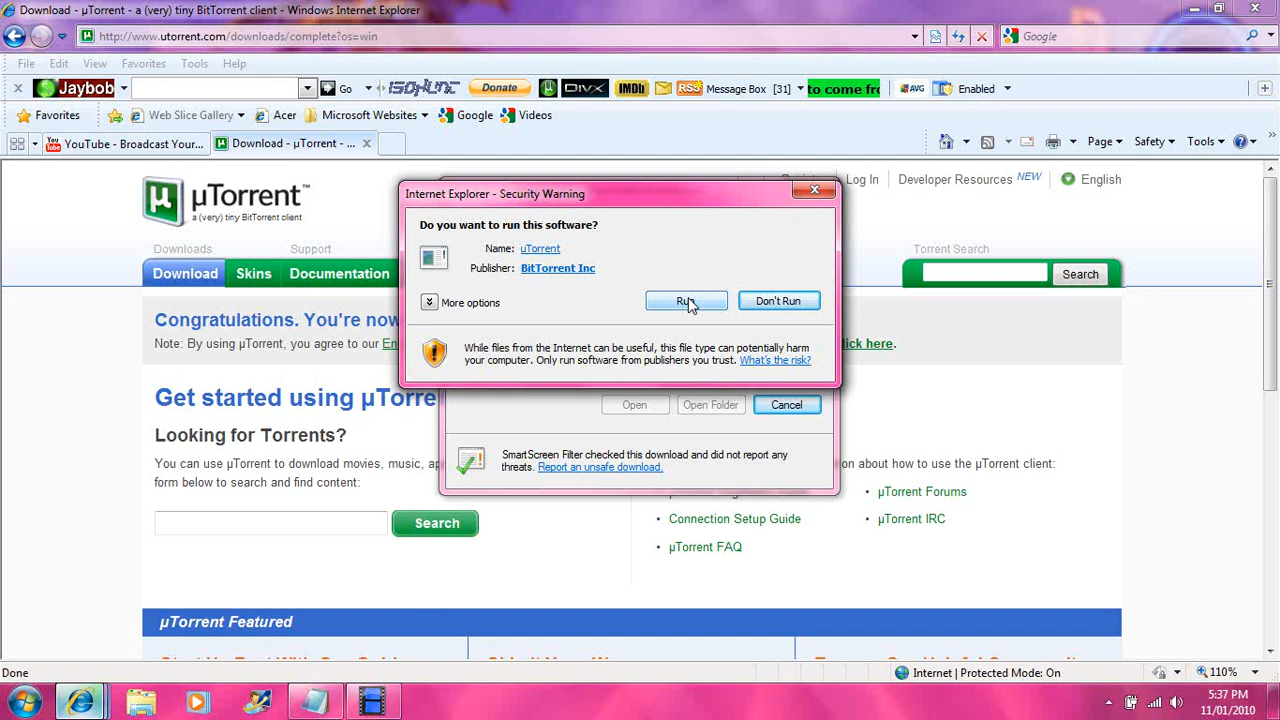 Download - µTorrent - a (very) tiny BitTorrent client - Windows Internet Explorer
http://www.utorrent.com/downloads/complete?os=win
Google
File Edit View Favorites Tools Help
Jaybob Go isoHunt Donate DIVX IMDb RSS Message Box [31] to come fr AVG Enabled
Favorites Web Slice Gallery Acer Microsoft Websites Google Videos
YouTube - Broadcast Your... Download - µTorrent - ... Page Safety Tools
µTorrent™
a (very) tiny BitTorrent client
Log In Developer Resources NEW English
Downloads Support Torrent Search
Download Skins Documentation Search
Internet Explorer - Security Warning
Do you want to run this software?
Name: uTorrent
Publisher: BitTorrent Inc
More options Run Don't Run
While files from the Internet can be useful, this file type can potentially harm
your computer. Only run software from publishers you trust. What's the risk?
Congratulations. You're now
Note: By using µTorrent, you agree to our En
lick here.
Open Open Folder Cancel
SmartScreen Filter checked this download and did not report any
threats. Report an unsafe download.
Get started using µTorre
Looking for Torrents?
You can use µTorrent to download movies, music, ap
form below to search and find content:
Search
on about how to use the µTorrent client:
µTorrent Forums
Connection Setup Guide
µTorrent IRC
µTorrent FAQ
µTorrent Featured
Done Internet | Protected Mode: On 110%
5:37 PM
11/01/2010